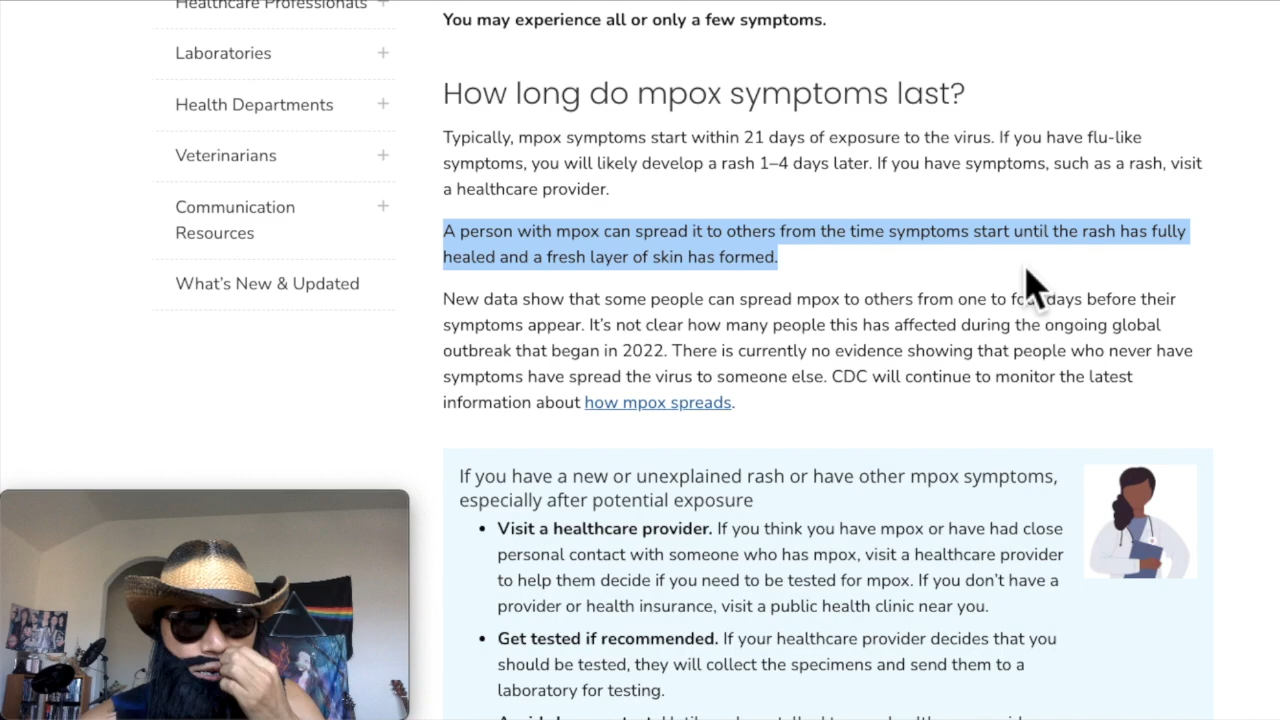 Healthcare Professionals +
Laboratories +
Health Departments +
Veterinarians +
Communication +
Resources
What's New & Updated
You may experience all or only a few symptoms.
How long do mpox symptoms last?
Typically, mpox symptoms start within 21 days of exposure to the virus. If you have flu-like
symptoms, you will likely develop a rash 1–4 days later. If you have symptoms, such as a rash, visit
a healthcare provider.
A person with mpox can spread it to others from the time symptoms start until the rash has fully
healed and a fresh layer of skin has formed.
New data show that some people can spread mpox to others from one to four days before their
symptoms appear. It's not clear how many people this has affected during the ongoing global
outbreak that began in 2022. There is currently no evidence showing that people who never have
symptoms have spread the virus to someone else. CDC will continue to monitor the latest
information about how mpox spreads.
If you have a new or unexplained rash or have other mpox symptoms,
especially after potential exposure
• Visit a healthcare provider. If you think you have mpox or have had close
personal contact with someone who has mpox, visit a healthcare provider
to help them decide if you need to be tested for mpox. If you don't have a
provider or health insurance, visit a public health clinic near you.
• Get tested if recommended. If your healthcare provider decides that you
should be tested, they will collect the specimens and send them to a
laboratory for testing.